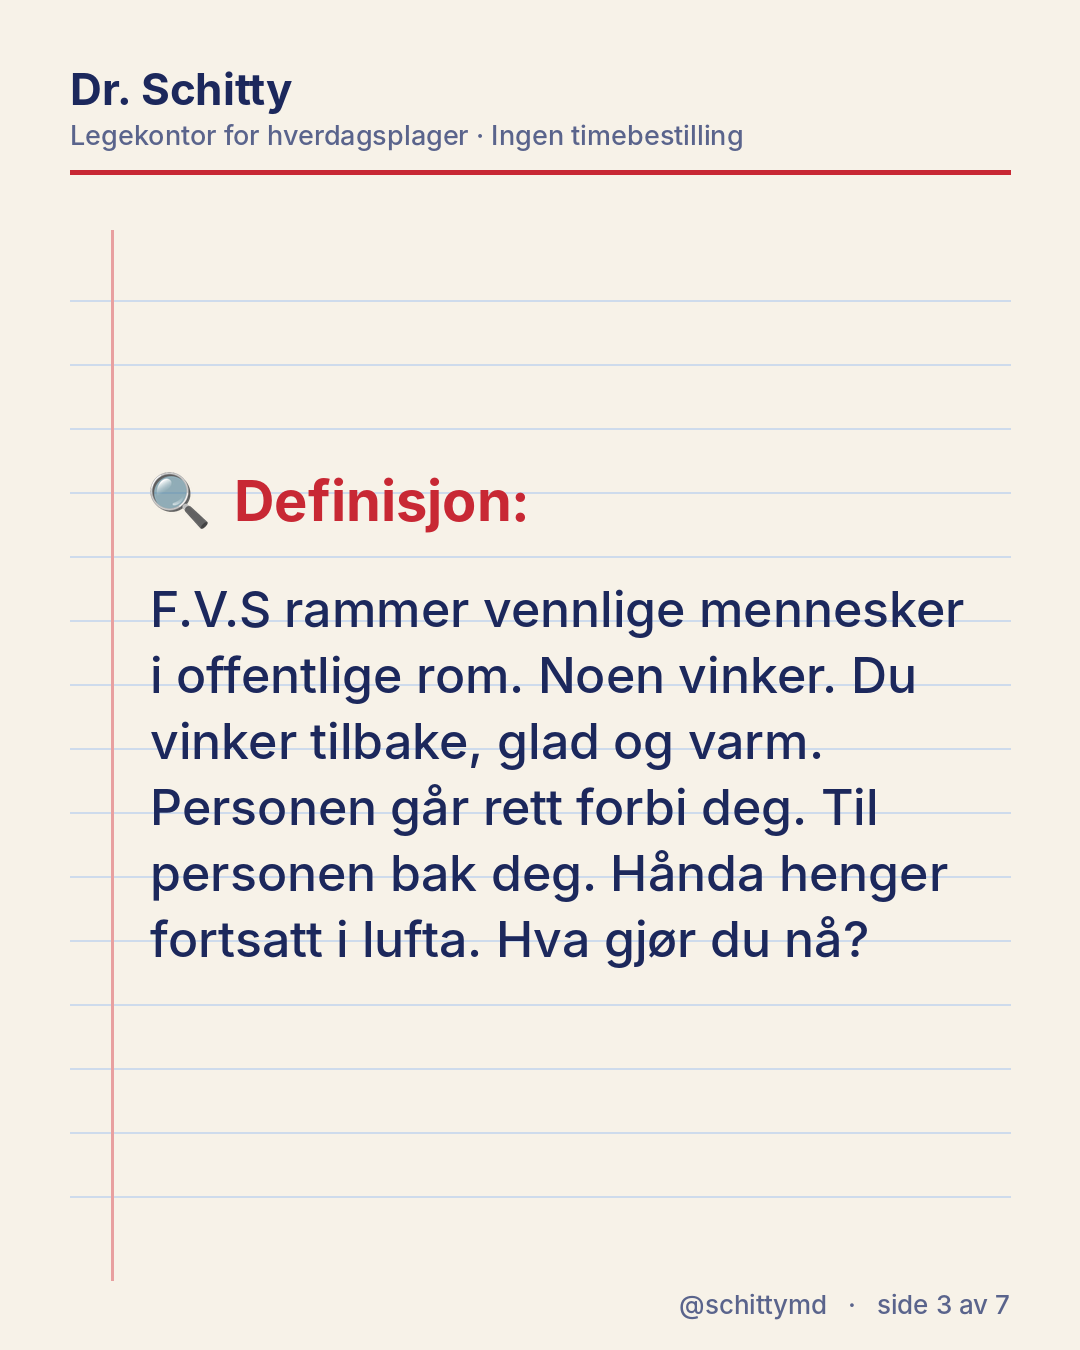 Dr. Schitty
Legekontor for hverdagsplager · Ingen timebestilling
🔍 Definisjon:
F.V.S rammer vennlige mennesker
i offentlige rom. Noen vinker. Du
vinker tilbake, glad og varm.
Personen går rett forbi deg. Til
personen bak deg. Hånda henger
fortsatt i lufta. Hva gjør du nå?
@schittymd · side 3 av 7